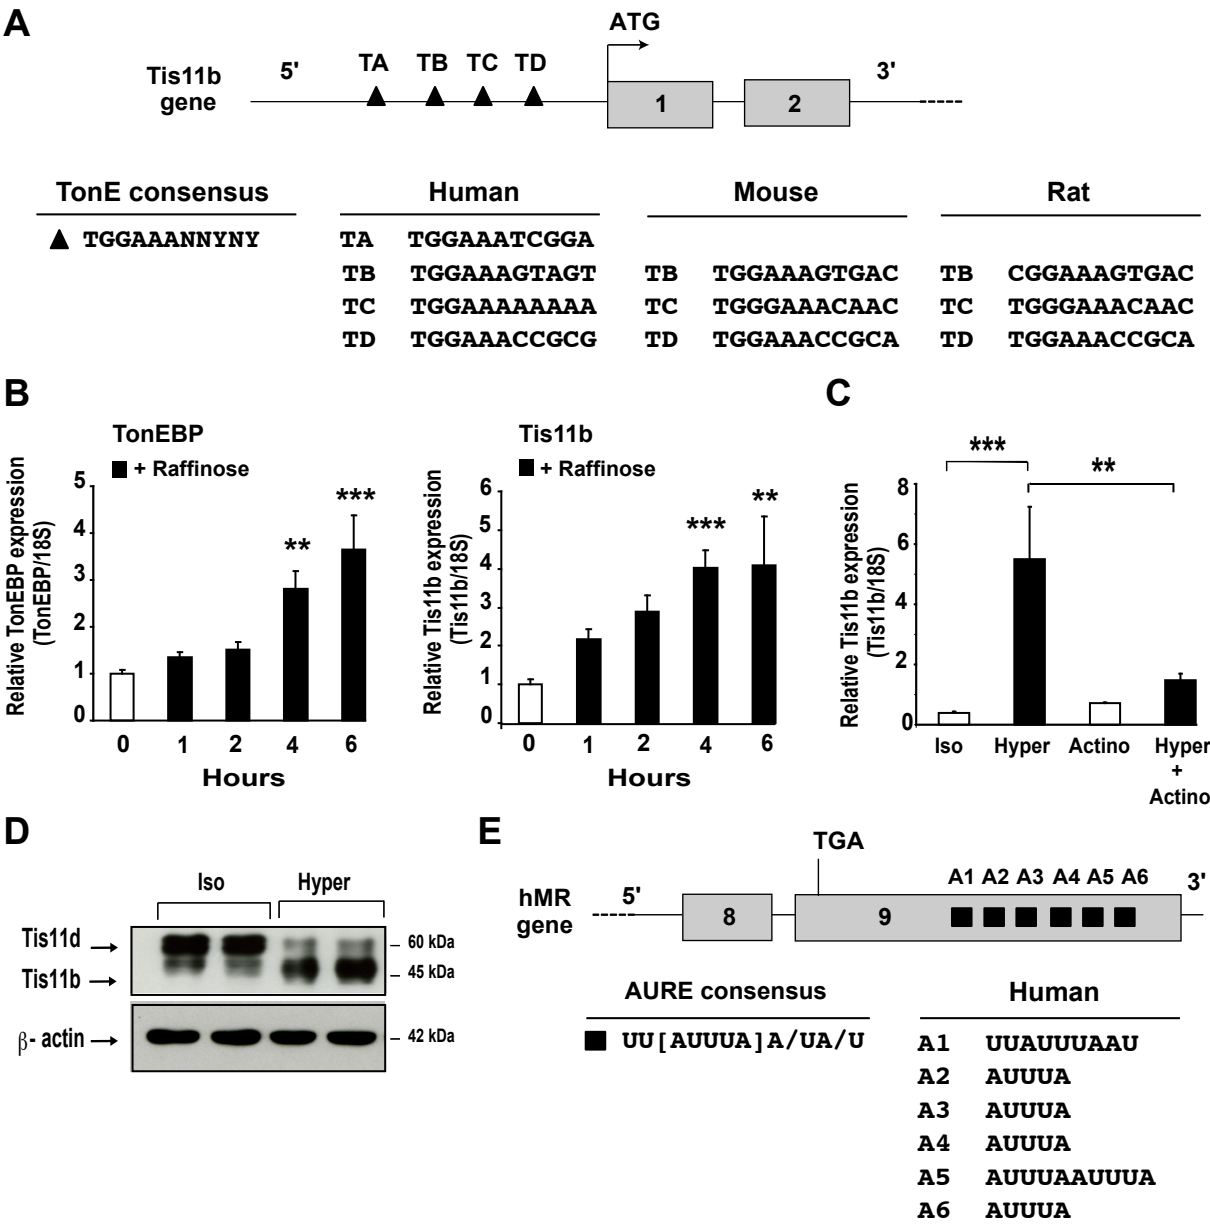 A
ATG
5'
TA TB TC TD
3'
Tis11b
gene
1
2
TonE consensus
Human
Mouse
Rat
▲ TGGAAANNYNY
TA TGGAAATCGGA
TB TGGAAAGTAGT TB TGGAAAGTGAC TB CGGAAAGTGAC
TC TGGAAAAAAAA TC TGGGAAACAAC TC TGGGAAACAAC
TD TGGAAACCGCG TD TGGAAACCGCA TD TGGAAACCGCA
B
TonEBP
■ + Raffinose
Relative TonEBP expression
(TonEBP/18S)
5
4
3
2
1
0
**
***
0 1 2 4 6
Hours
Tis11b
■ + Raffinose
Relative Tis11b expression
(Tis11b/18S)
6
5
4
3
2
1
0
***
**
0 1 2 4 6
Hours
C
***
**
Relative Tis11b expression
(Tis11b/18S)
8
6
4
2
0
Iso Hyper Actino Hyper
+
Actino
D
Iso Hyper
Tis11d
Tis11b
60 kDa
45 kDa
β- actin
42 kDa
E
TGA
hMR
gene
5'
8
9
A1 A2 A3 A4 A5 A6
3'
AURE consensus
Human
■ UU[AUUUA]A/UA/U
A1 UUAUUUAAU
A2 AUUUA
A3 AUUUA
A4 AUUUA
A5 AUUUAAUUUA
A6 AUUUA